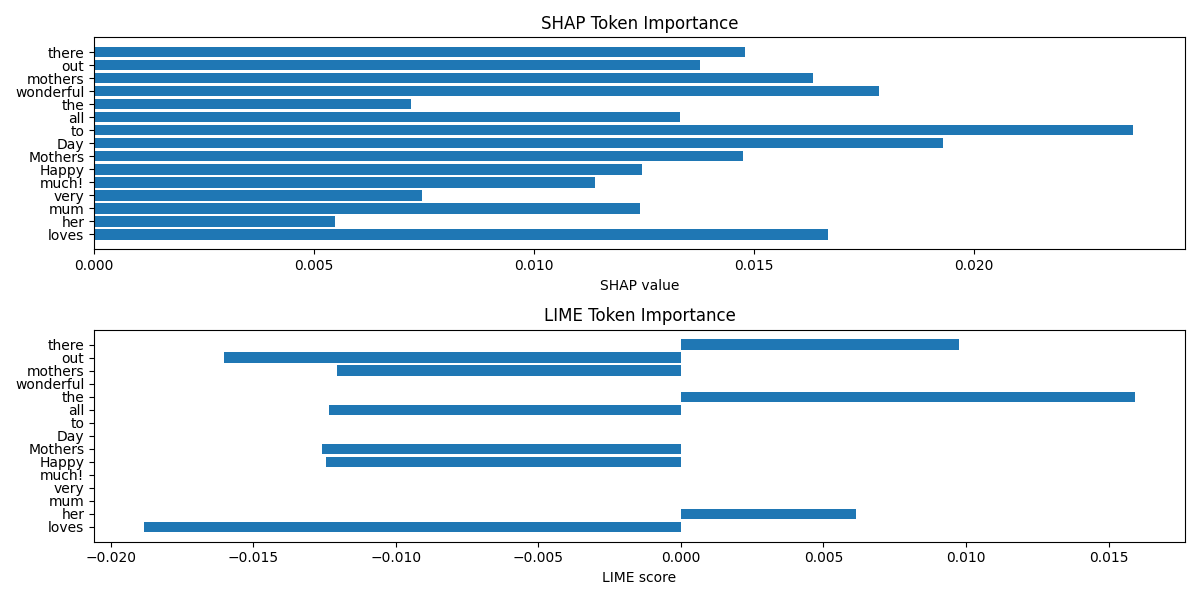 SHAP Token Importance
there
out
mothers
wonderful
the
all
to
Day
Mothers
Happy
much!
very
mum
her
loves
0.000 0.005 0.010 0.015 0.020
SHAP value
LIME Token Importance
there
out
mothers
wonderful
the
all
to
Day
Mothers
Happy
much!
very
mum
her
loves
−0.020 −0.015 −0.010 −0.005 0.000 0.005 0.010 0.015
LIME score